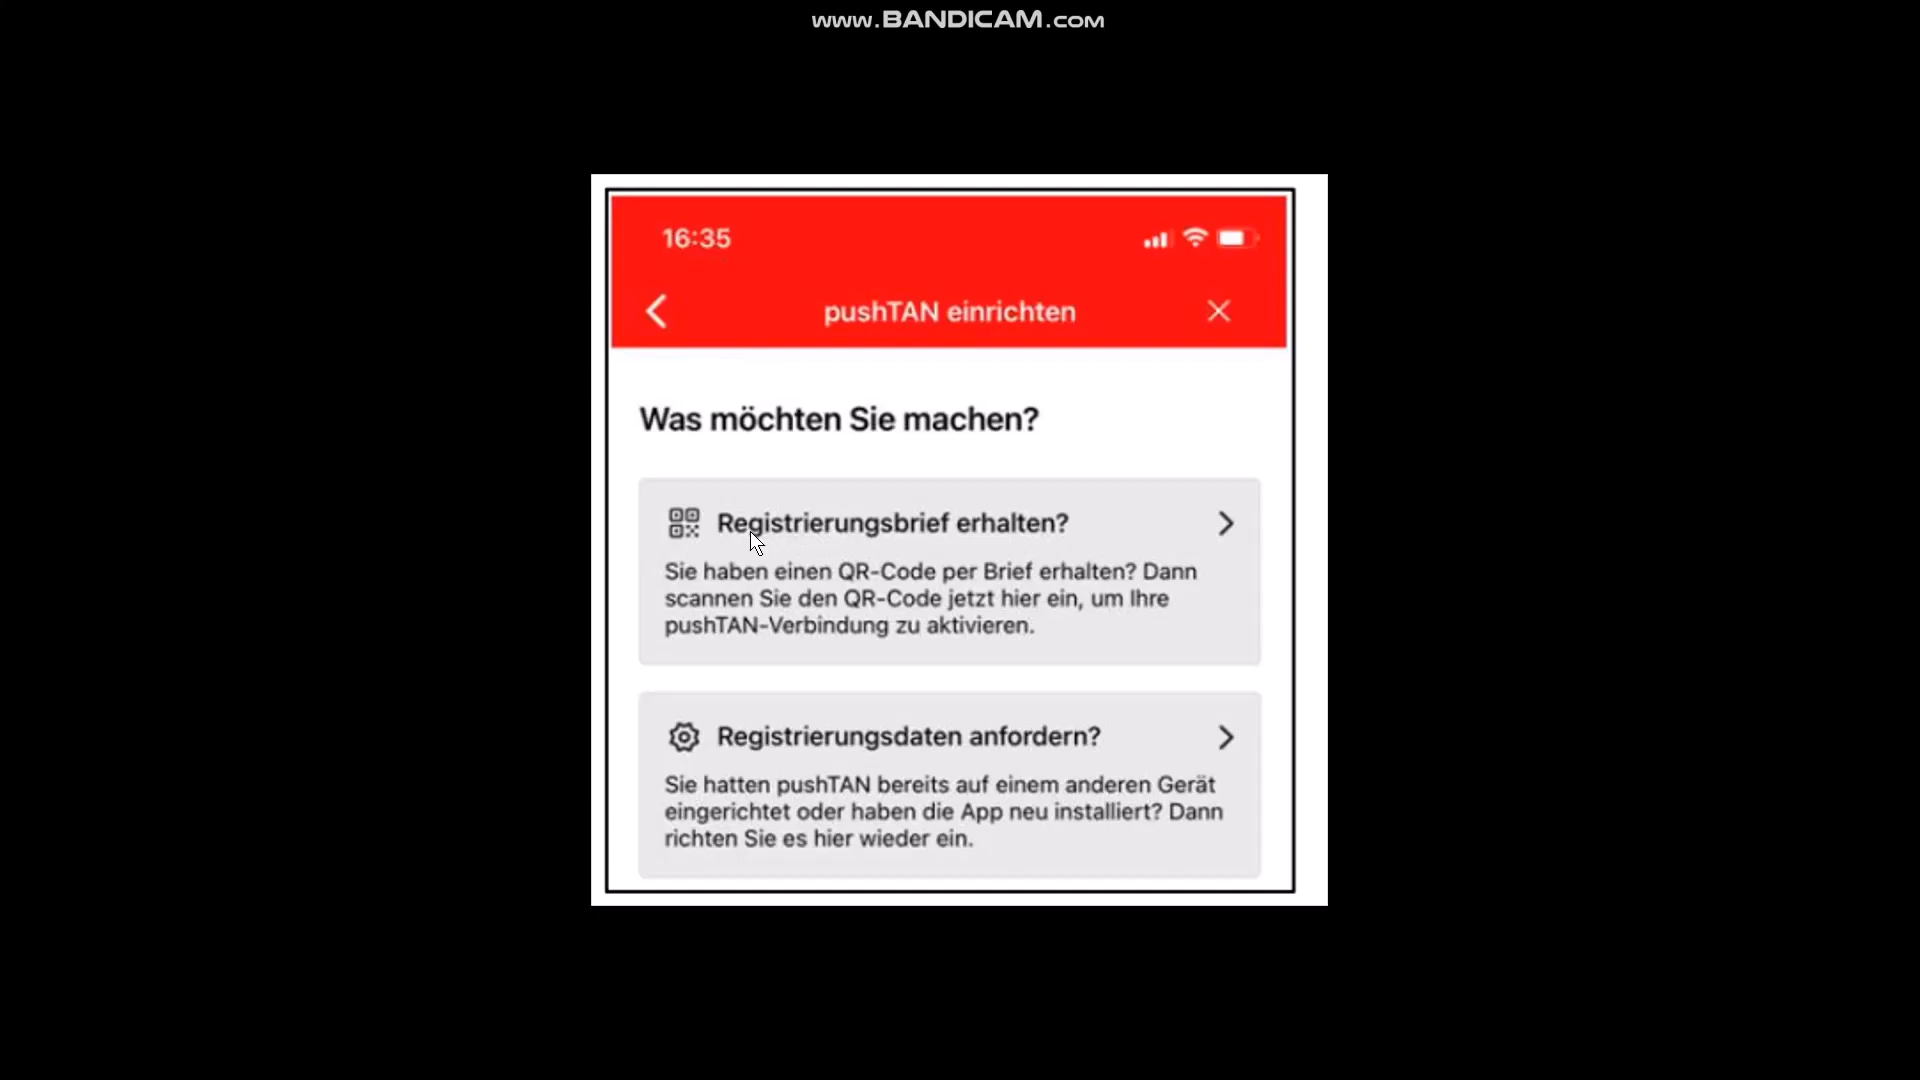 www.BANDICAM.com
16:35
pushTAN einrichten
Was möchten Sie machen?
Registrierungsbrief erhalten?
Sie haben einen QR-Code per Brief erhalten? Dann
scannen Sie den QR-Code jetzt hier ein, um Ihre
pushTAN-Verbindung zu aktivieren.
Registrierungsdaten anfordern?
Sie hatten pushTAN bereits auf einem anderen Gerät
eingerichtet oder haben die App neu installiert? Dann
richten Sie es hier wieder ein.